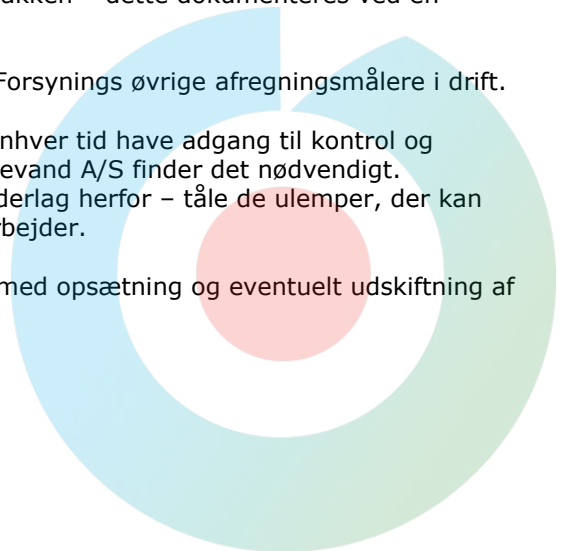 dette dokumenteres ved en
Forsynings øvrige afregningsmålere i drift.
nhver tid have adgang til kontrol og
evand A/S finder det nødvendigt.
derlag herfor – tåle de ulemper, der kan
bejder.
med opsætning og eventuelt udskiftning af